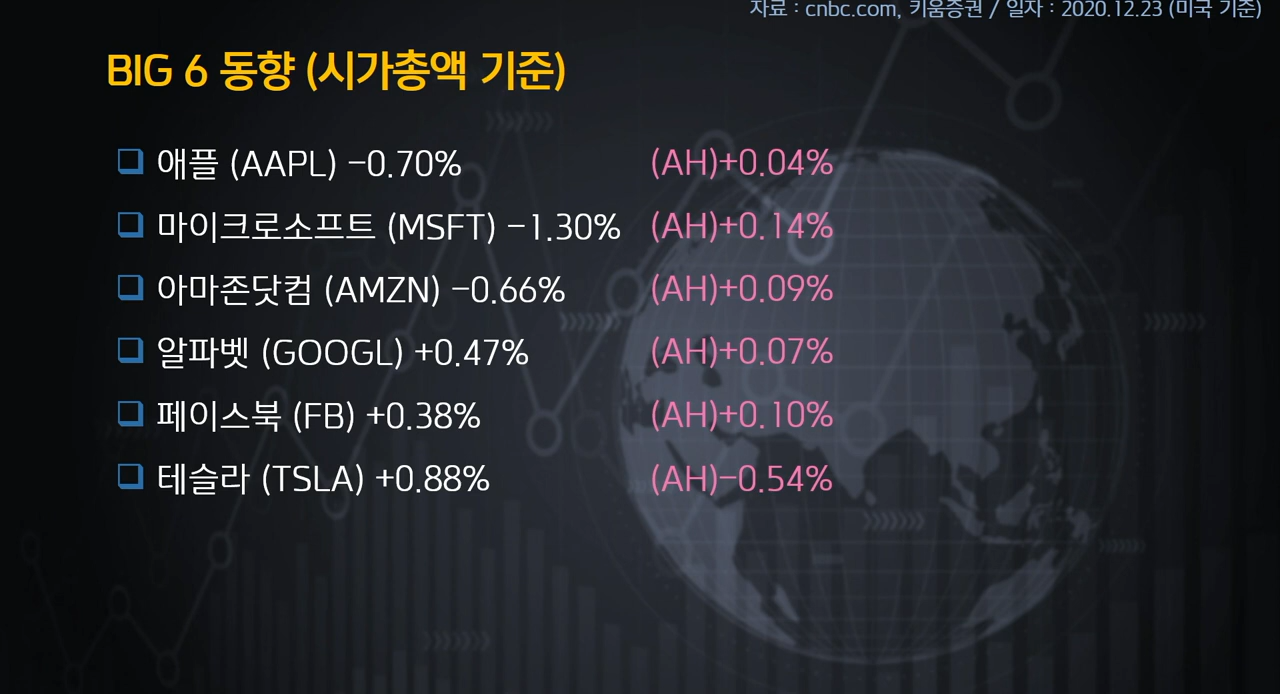 자료 : cnbc.com, 키움증권 / 일자 : 2020.12.23 (미국 기준)
BIG 6 동향 (시가총액 기준)
❑ 애플 (AAPL) -0.70% (AH)+0.04%
❑ 마이크로소프트 (MSFT) -1.30% (AH)+0.14%
❑ 아마존닷컴 (AMZN) -0.66% (AH)+0.09%
❑ 알파벳 (GOOGL) +0.47% (AH)+0.07%
❑ 페이스북 (FB) +0.38% (AH)+0.10%
❑ 테슬라 (TSLA) +0.88% (AH)-0.54%